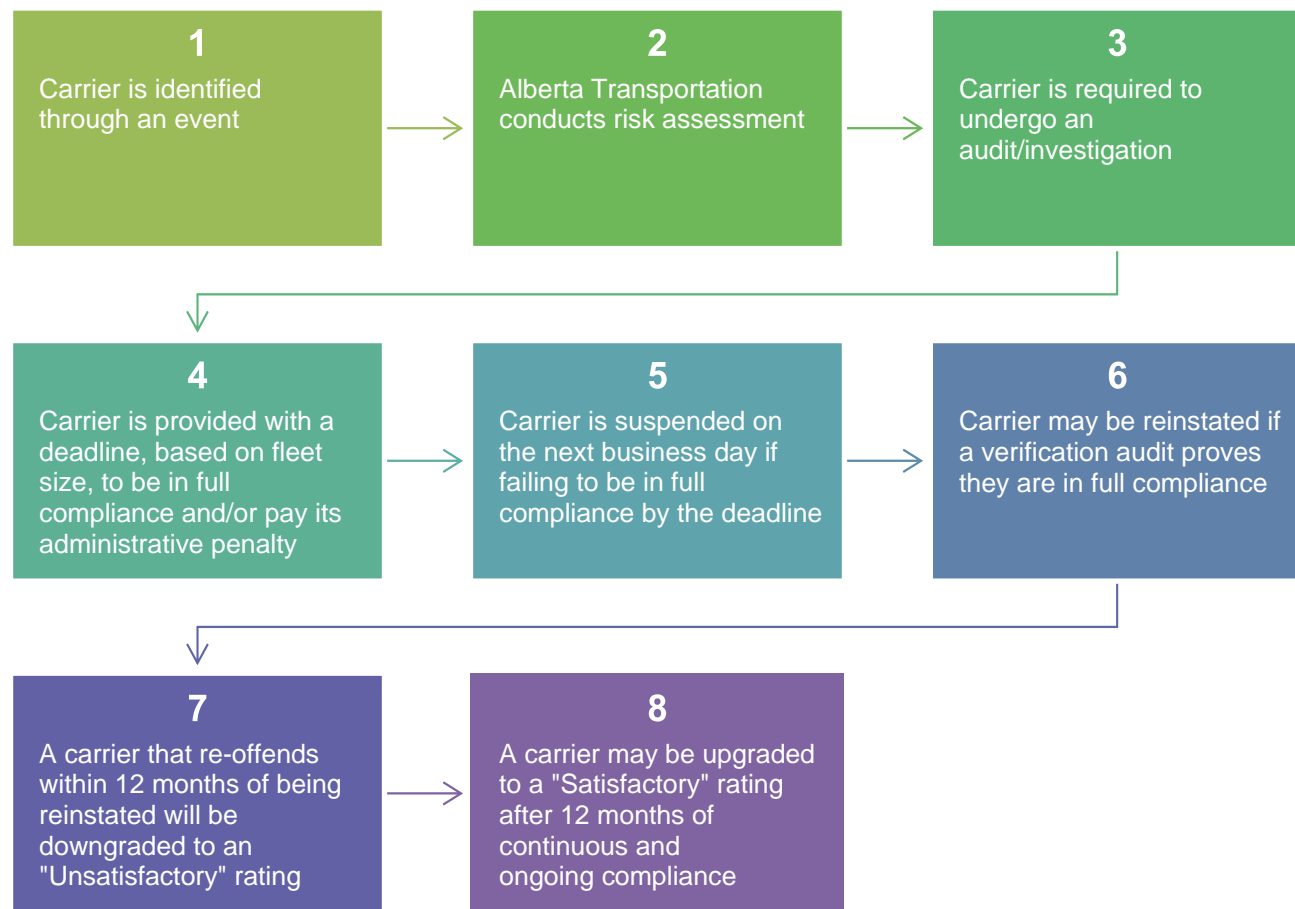 1
Carrier is identified
through an event
2
Alberta Transportation
conducts risk assessment
3
Carrier is required to
undergo an
audit/investigation
4
Carrier is provided with a
deadline, based on fleet
size, to be in full
compliance and/or pay its
administrative penalty
5
Carrier is suspended on
the next business day if
failing to be in full
compliance by the deadline
6
Carrier may be reinstated if
a verification audit proves
they are in full compliance
7
A carrier that re-offends
within 12 months of being
reinstated will be
downgraded to an
"Unsatisfactory" rating
8
A carrier may be upgraded
to a "Satisfactory" rating
after 12 months of
continuous and
ongoing compliance